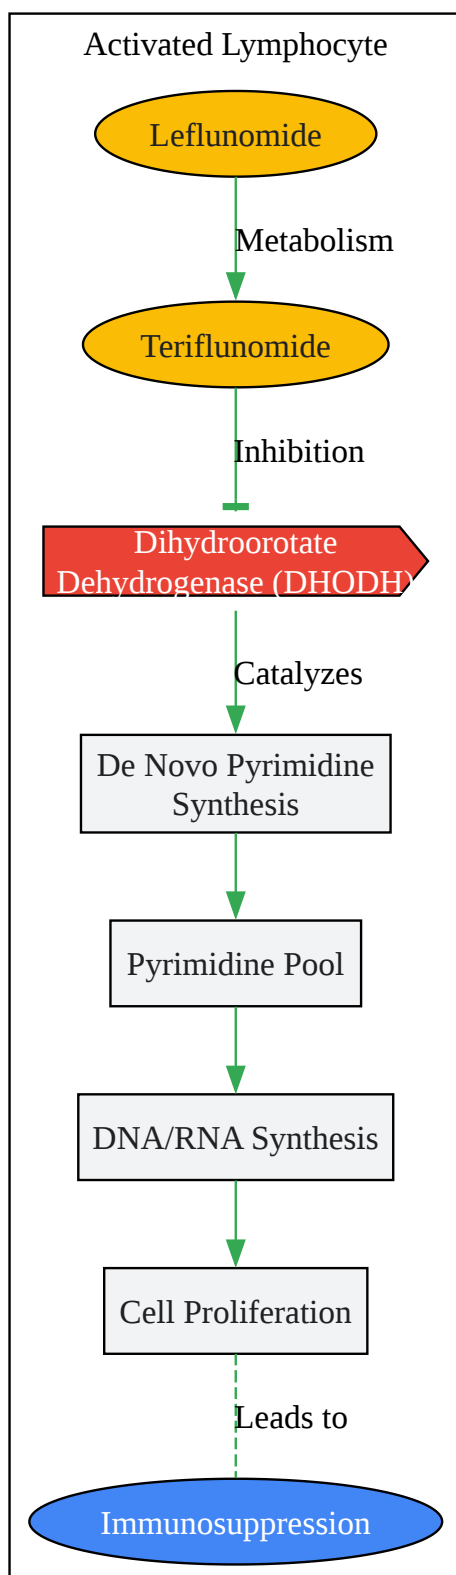 Activated Lymphocyte
Leflunomide
Metabolism
Teriflunomide
Inhibition
Dihydroorotate
Dehydrogenase (DHODH)
Catalyzes
De Novo Pyrimidine
Synthesis
Pyrimidine Pool
DNA/RNA Synthesis
Cell Proliferation
Leads to
Immunosuppression